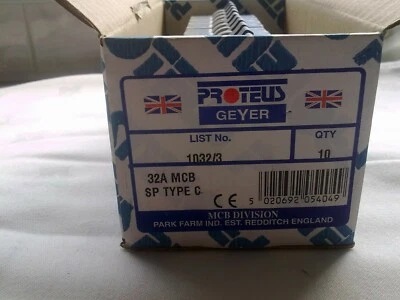 PROTEUS
GEYER
LIST No. QTY
1032/3 10
32A MCB
SP TYPE C
CE 5 020692 054049
MCB DIVISION
PARK FARM IND. EST. REDDITCH ENGLAND